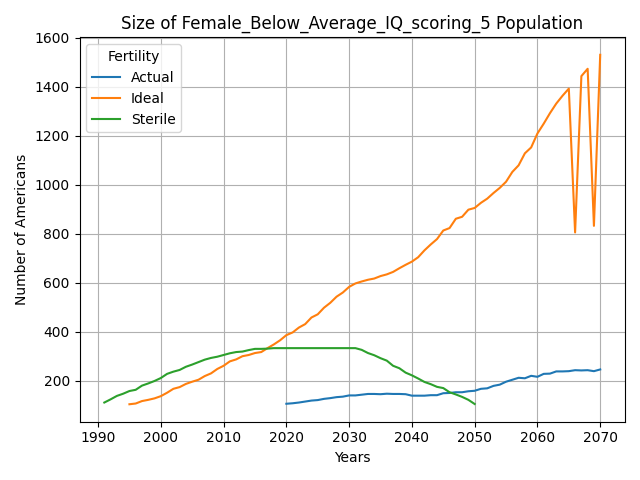 Size of Female_Below_Average_IQ_scoring_5 Population
Number of Americans
1600
1400
1200
1000
800
600
400
200
Fertility
Actual
Ideal
Sterile
1990 2000 2010 2020 2030 2040 2050 2060 2070
Years